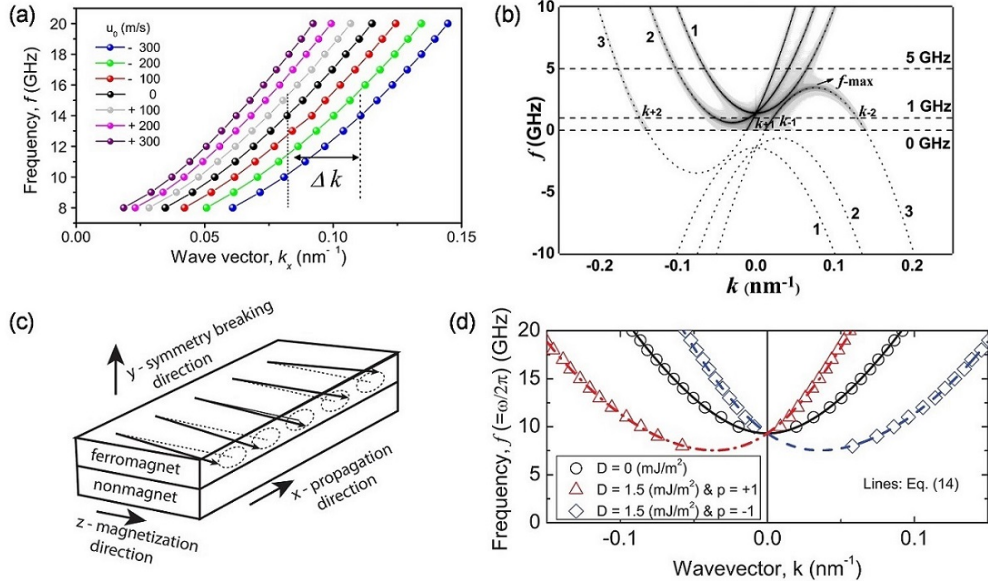 (a)
u₀ (m/s)
- 300
- 200
- 100
0
+ 100
+ 200
+ 300
Δk
Frequency, f (GHz)
20
18
16
14
12
10
8
0.00
0.05
0.10
0.15
Wave vector, kₓ (nm⁻¹)
(b)
3
2
1
5 GHz
f-max
k+2
k+1
k-1
k-2
1 GHz
0 GHz
1
2
3
f (GHz)
10
5
0
-5
-10
-0.2
-0.1
0.0
0.1
0.2
k (nm⁻¹)
(c)
y - symmetry breaking
direction
ferromagnet
nonmagnet
x - propagation
direction
z - magnetization
direction
(d)
Frequency, f (=ω/2π) (GHz)
20
15
10
5
0
D = 0 (mJ/m²)
D = 1.5 (mJ/m²) & p = +1
D = 1.5 (mJ/m²) & p = -1
Lines: Eq. (14)
-0.1
0.0
0.1
Wavevector, k (nm⁻¹)